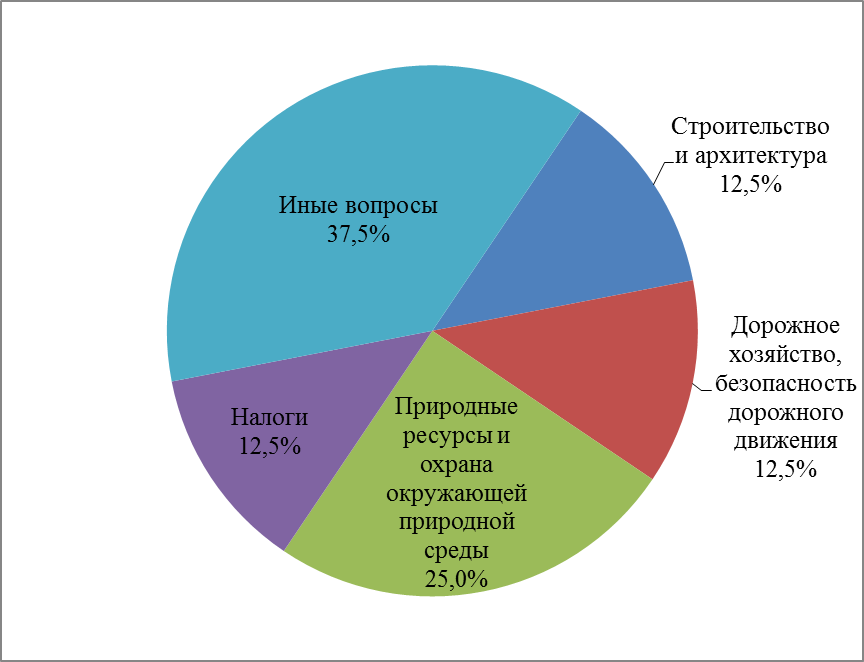 Строительство
и архитектура
12,5%
Иные вопросы
37,5%
Дорожное
хозяйство,
безопасность
дорожного
движения
12,5%
Природные
ресурсы и
охрана
окружающей
природной
среды
25,0%
Налоги
12,5%